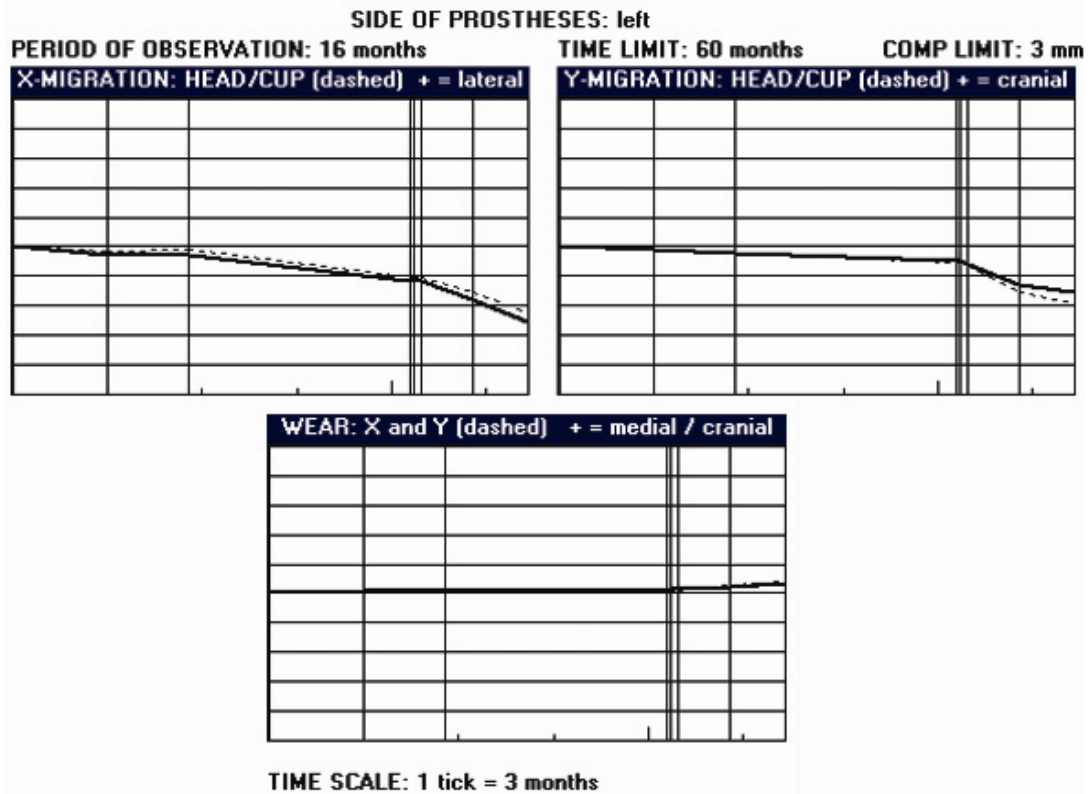 SIDE OF PROSTHESES: left
PERIOD OF OBSERVATION: 16 months TIME LIMIT: 60 months COMP LIMIT: 3 mm
X-MIGRATION: HEAD/CUP (dashed) + = lateral
Y-MIGRATION: HEAD/CUP (dashed) + = cranial
WEAR: X and Y (dashed) + = medial / cranial
TIME SCALE: 1 tick = 3 months